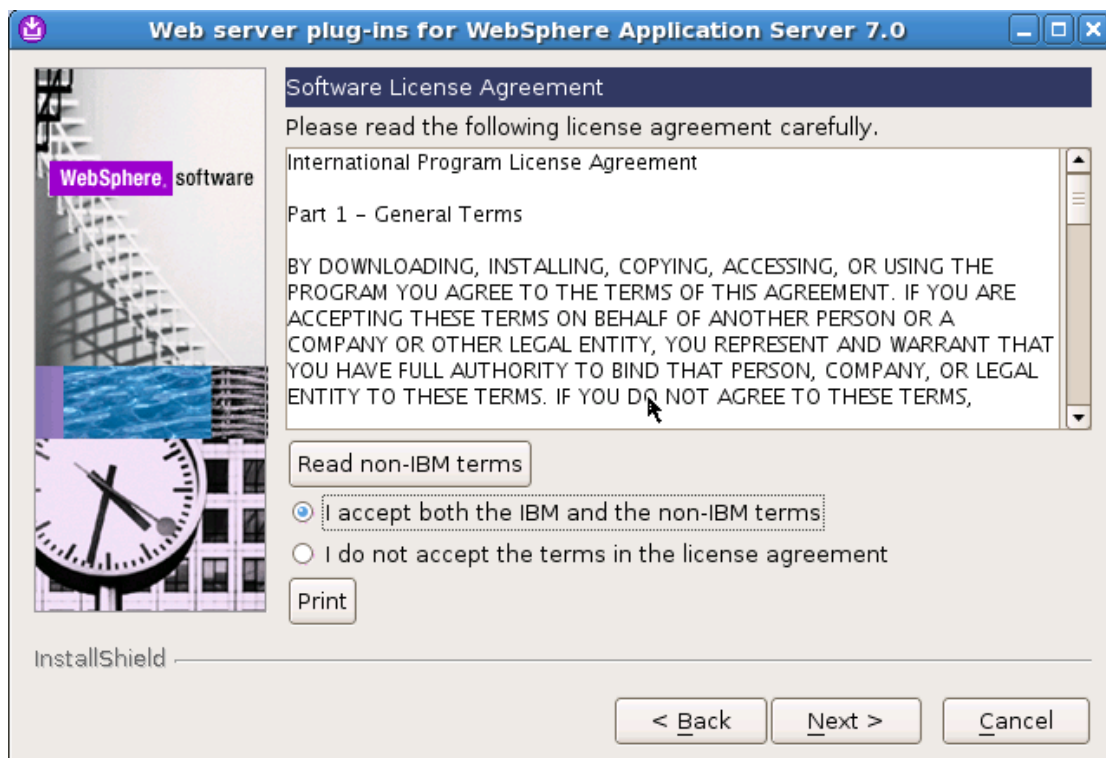 Web server plug-ins for WebSphere Application Server 7.0
WebSphere. software
Software License Agreement
Please read the following license agreement carefully.
International Program License Agreement
Part 1 – General Terms
BY DOWNLOADING, INSTALLING, COPYING, ACCESSING, OR USING THE
PROGRAM YOU AGREE TO THE TERMS OF THIS AGREEMENT. IF YOU ARE
ACCEPTING THESE TERMS ON BEHALF OF ANOTHER PERSON OR A
COMPANY OR OTHER LEGAL ENTITY, YOU REPRESENT AND WARRANT THAT
YOU HAVE FULL AUTHORITY TO BIND THAT PERSON, COMPANY, OR LEGAL
ENTITY TO THESE TERMS. IF YOU DO NOT AGREE TO THESE TERMS,
Read non-IBM terms
I accept both the IBM and the non-IBM terms
I do not accept the terms in the license agreement
Print
InstallShield
< Back
Next >
Cancel